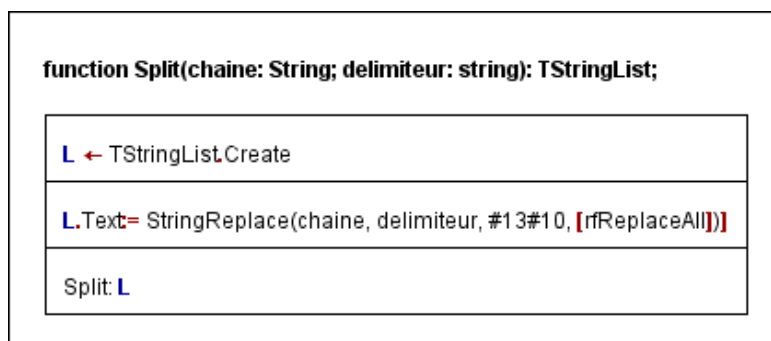 function Split(chaine: String; delimiteur: string): TStringList;
L ← TStringList.Create
L.Text:= StringReplace(chaine, delimiteur, #13#10, [rfReplaceAll])]
Split: L